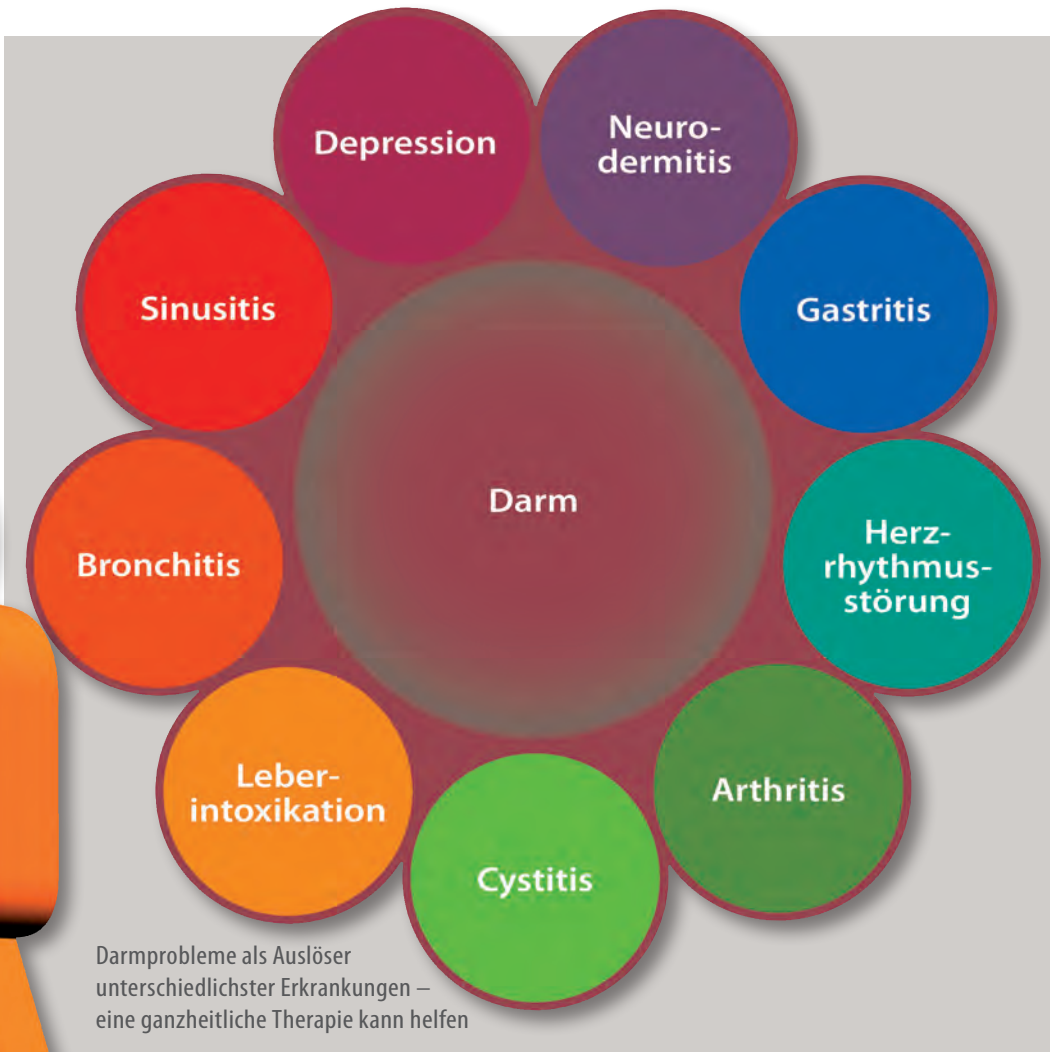 Depression
Neuro-
dermitis
Sinusitis
Gastritis
Darm
Bronchitis
Herz-
rhythmus-
störung
Leber-
intoxikation
Arthritis
Cystitis
Darmprobleme als Auslöser
unterschiedlichster Erkrankungen –
eine ganzheitliche Therapie kann helfen